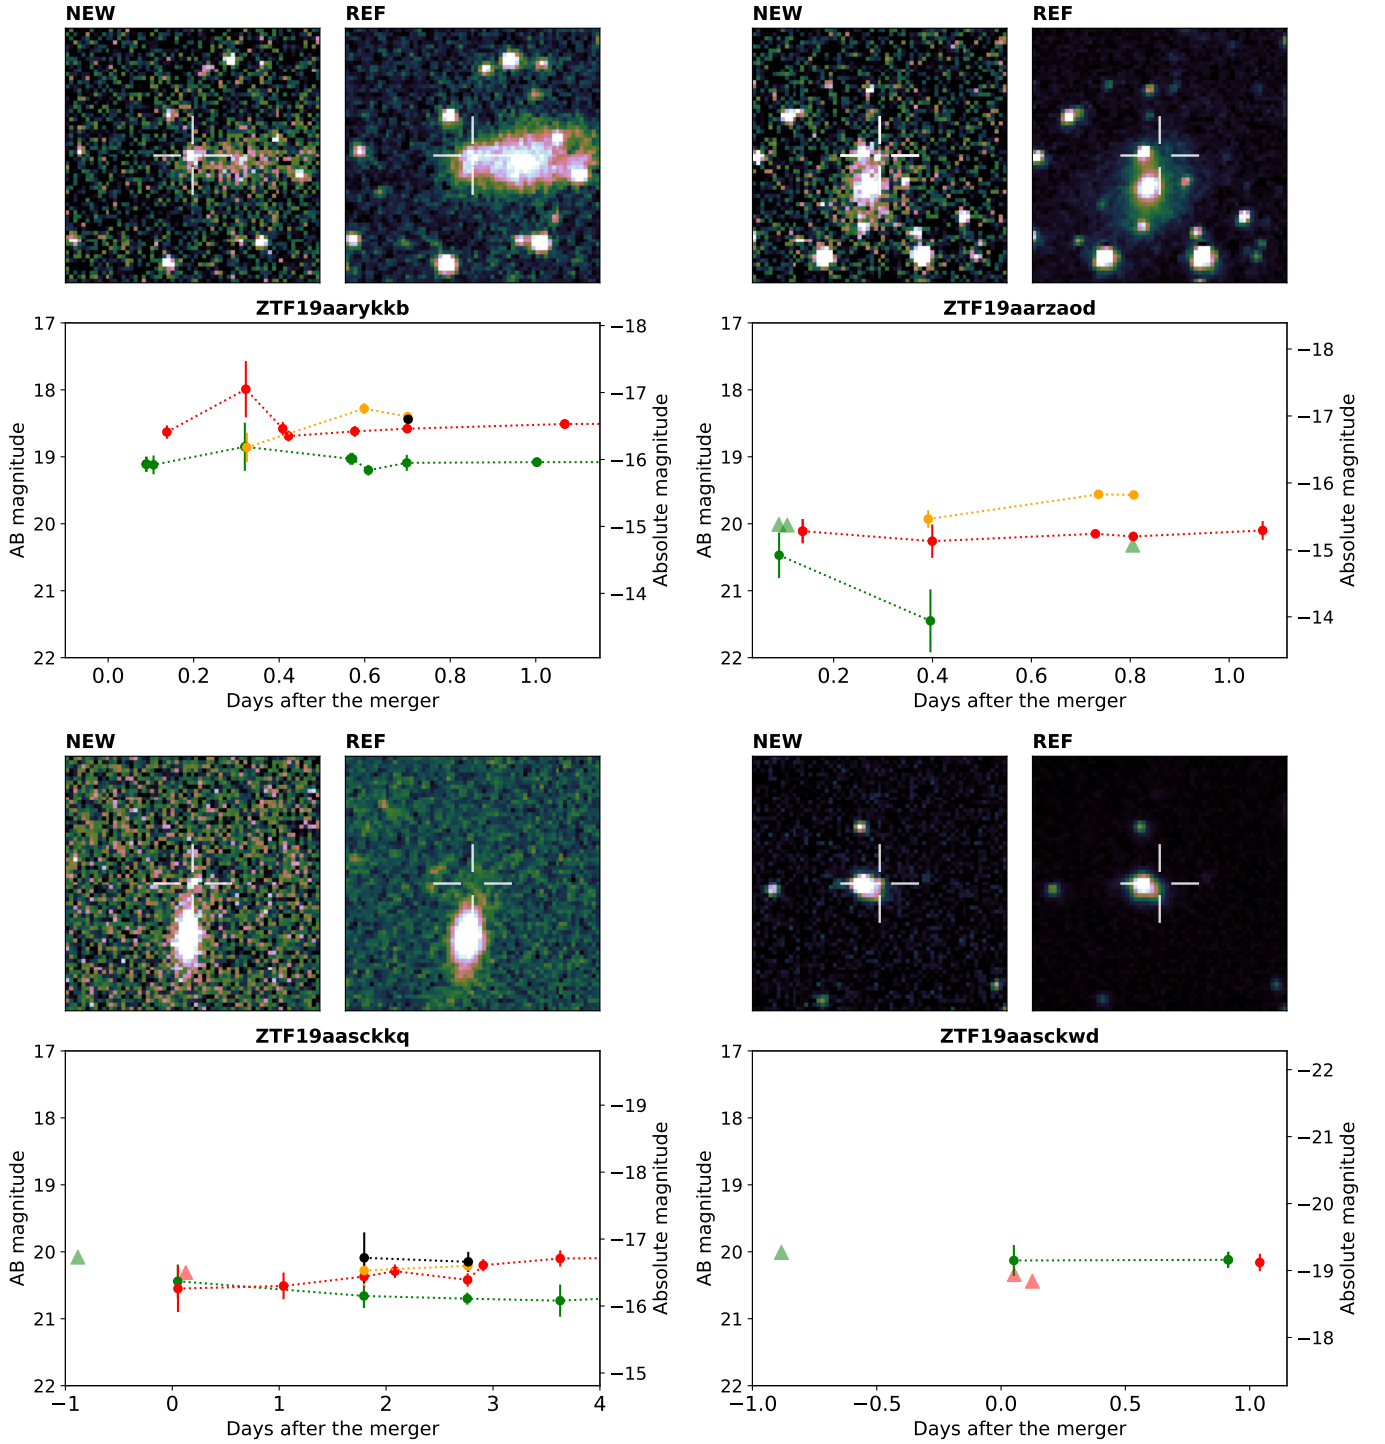 NEW
REF
NEW
REF
ZTF19aarykkb
17
18
19
20
21
22
AB magnitude
−18
−17
−16
−15
−14
Absolute magnitude
0.0 0.2 0.4 0.6 0.8 1.0
Days after the merger
ZTF19aarzaod
17
18
19
20
21
22
AB magnitude
−18
−17
−16
−15
−14
Absolute magnitude
0.2 0.4 0.6 0.8 1.0
Days after the merger
NEW
REF
NEW
REF
ZTF19aasckkq
17
18
19
20
21
22
AB magnitude
−19
−18
−17
−16
−15
Absolute magnitude
−1 0 1 2 3 4
Days after the merger
ZTF19aasckwd
17
18
19
20
21
22
AB magnitude
−22
−21
−20
−19
−18
Absolute magnitude
−1.0 −0.5 0.0 0.5 1.0
Days after the merger